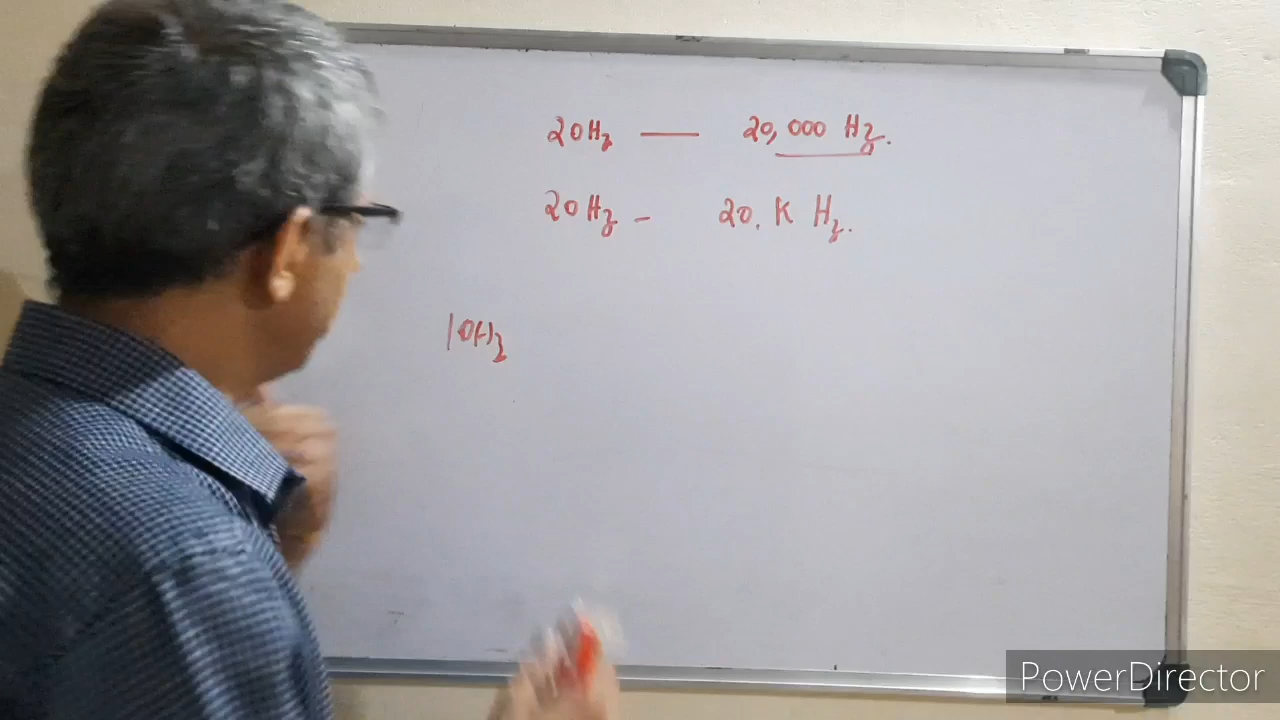 20Hz — 20,000 Hz.
20Hz - 20. K Hz.
10Hz
PowerDirector